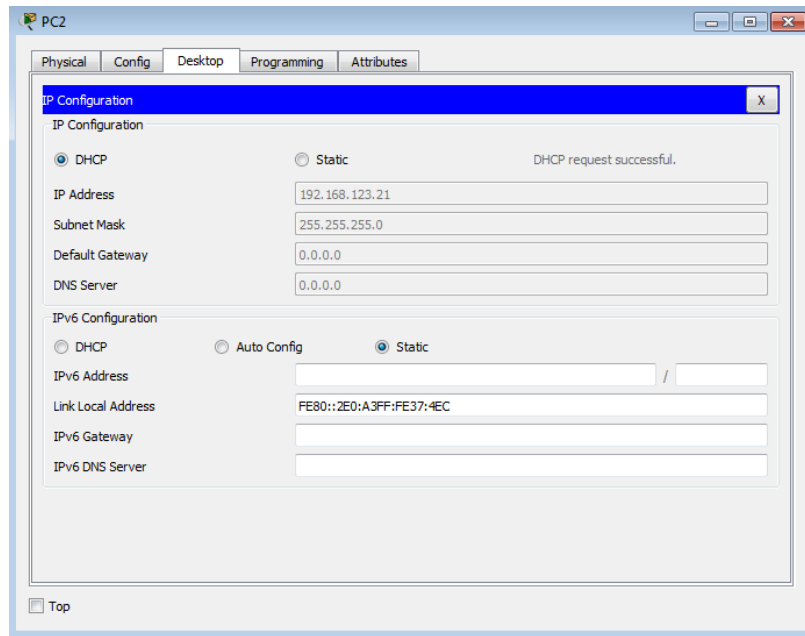 PC2
Physical Config Desktop Programming Attributes
IP Configuration X
IP Configuration
DHCP Static DHCP request successful.
IP Address 192.168.123.21
Subnet Mask 255.255.255.0
Default Gateway 0.0.0.0
DNS Server 0.0.0.0
IPv6 Configuration
DHCP Auto Config Static
IPv6 Address /
Link Local Address FE80::2E0:A3FF:FE37:4EC
IPv6 Gateway
IPv6 DNS Server
Top